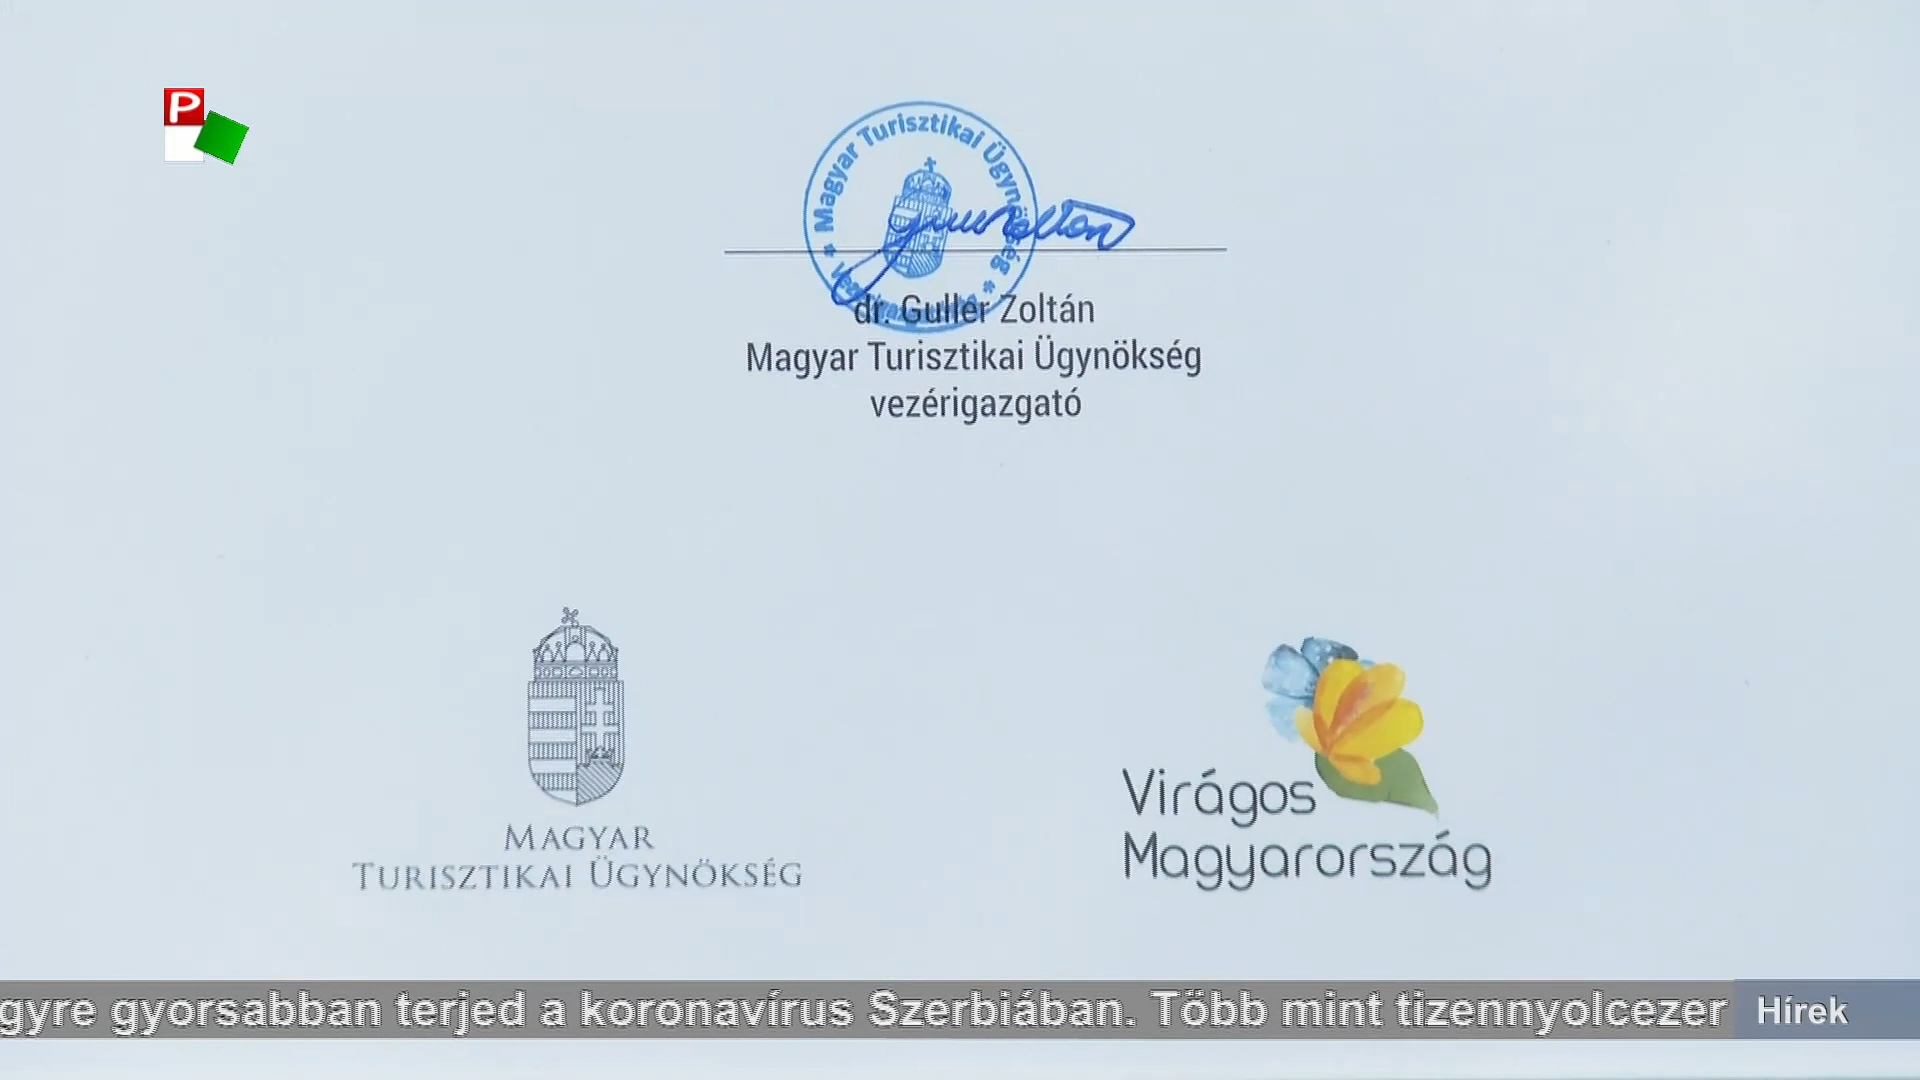 P
Magyar Turisztikai Ügynökség
dr. Guller Zoltán
Magyar Turisztikai Ügynökség
vezérigazgató
MAGYAR
TURISZTIKAI ÜGYNÖKSÉG
Virágos
Magyarország
gyre gyorsabban terjed a koronavírus Szerbiában. Több mint tizennyolcezer
Hírek